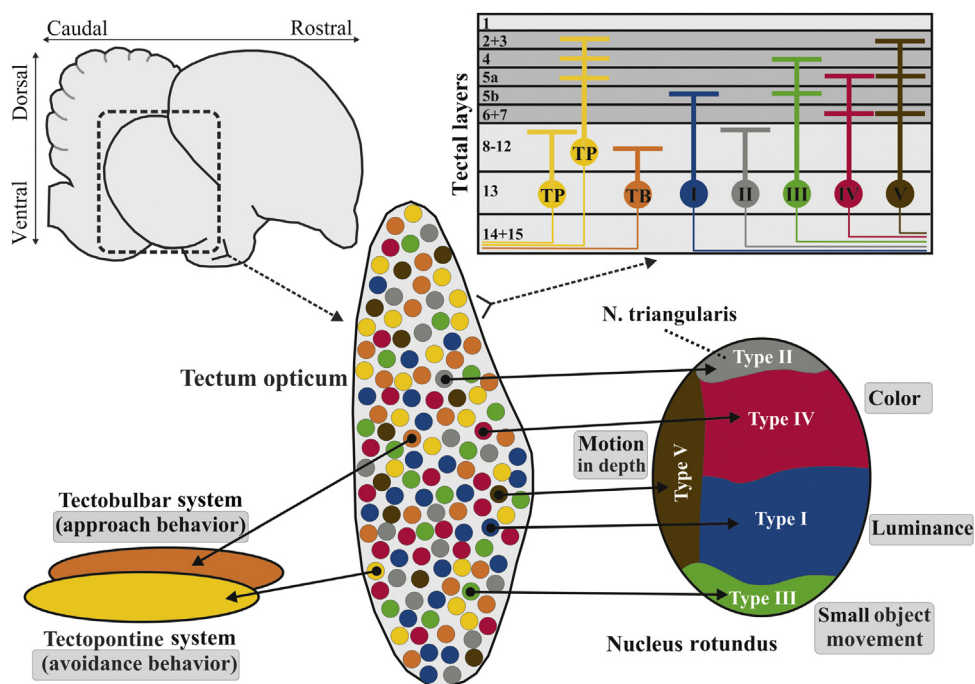 Caudal
Rostral
Dorsal
Ventral
Tectal layers
1
2+3
4
5a
5b
6+7
8-12
13
14+15
TP
TP
TB
I
II
III
IV
V
N. triangularis
Tectum opticum
Type II
Color
Type IV
Motion
in depth
Type V
Tectobulbar system
(approach behavior)
Type I
Luminance
Type III
Small object
movement
Nucleus rotundus
Tectopontine system
(avoidance behavior)